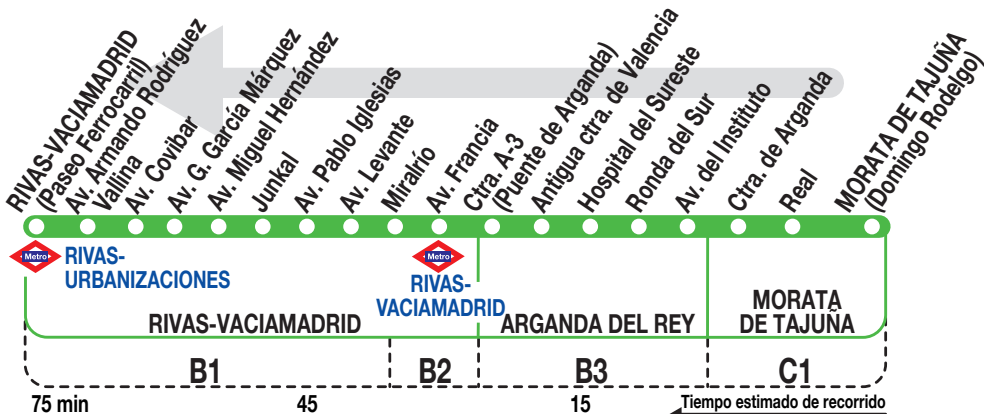 RIVAS-VACIAMADRID
(Paseo Ferrocarril)
Av. Armando Rodríguez
Vallina
Av. Covibar
Av. G. García Márquez
Av. Miguel Hernández
Junkal
Av. Pablo Iglesias
Av. Levante
Miralrío
Av. Francia
Ctra. A-3
(Puente de Arganda)
Antigua ctra. de Valencia
Hospital del Sureste
Ronda del Sur
Av. del Instituto
Ctra. de Arganda
Real
MORATA DE TAJUÑA
(Domingo Rodelgo)
Metro
RIVAS-
URBANIZACIONES
Metro
RIVAS-
VACIAMADRID
RIVAS-VACIAMADRID
ARGANDA DEL REY
MORATA
DE TAJUÑA
B1
B2
B3
C1
75 min
45
15
Tiempo estimado de recorrido